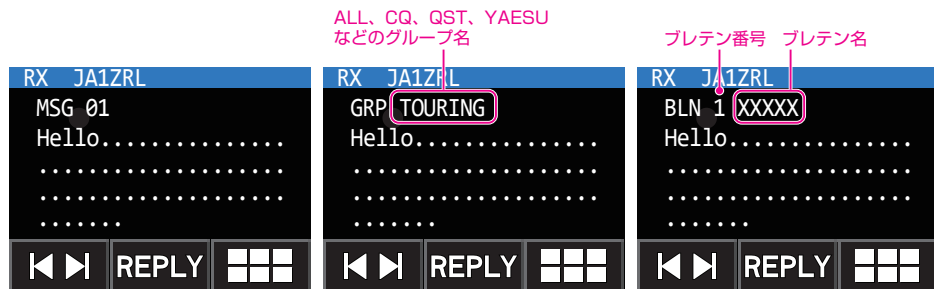 ALL、CQ、QST、YAESU
などのグループ名
ブレテン番号 ブレテン名
RX JA1ZRL
MSG 01
Hello...............
....................
....................
.......
REPLY
RX JA1ZRL
GRP TOURING
Hello...............
....................
....................
.......
REPLY
RX JA1ZRL
BLN 1 XXXXX
Hello...............
....................
....................
.......
REPLY